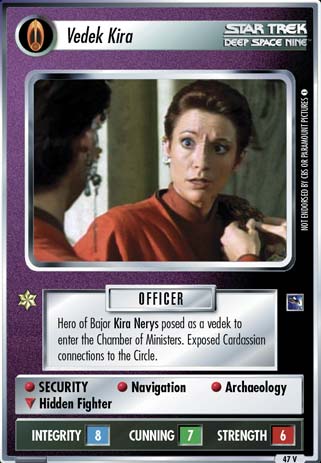 Vedek Kira
STAR TREK
DEEP SPACE NINE
NOT ENDORSED BY CBS OR PARAMOUNT PICTURES
OFFICER
Hero of Bajor Kira Nerys posed as a vedek to
enter the Chamber of Ministers. Exposed Cardassian
connections to the Circle.
SECURITY Navigation Archaeology
Hidden Fighter
INTEGRITY 8 CUNNING 7 STRENGTH 6
47 V